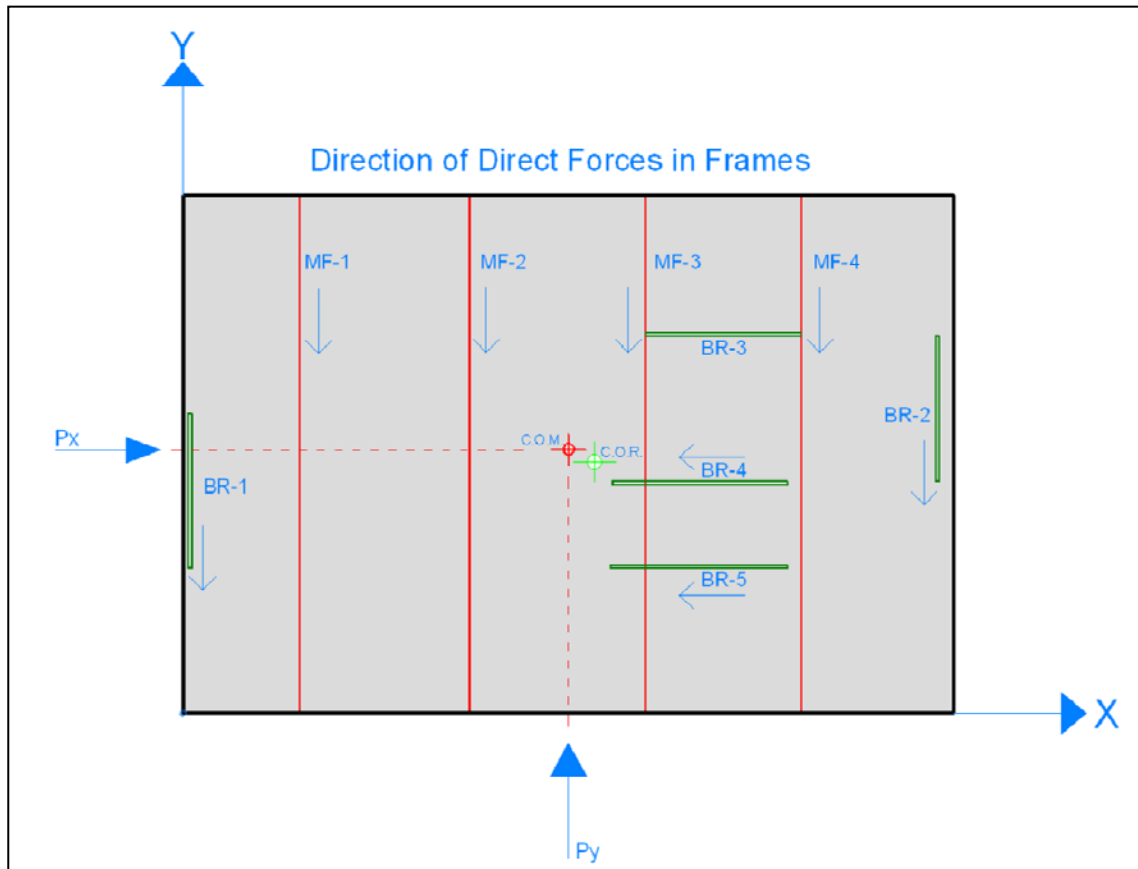 Y
Direction of Direct Forces in Frames
MF-1
MF-2
MF-3
MF-4
BR-3
BR-2
Px
C.O.M.
C.O.R.
BR-4
BR-1
BR-5
X
Py